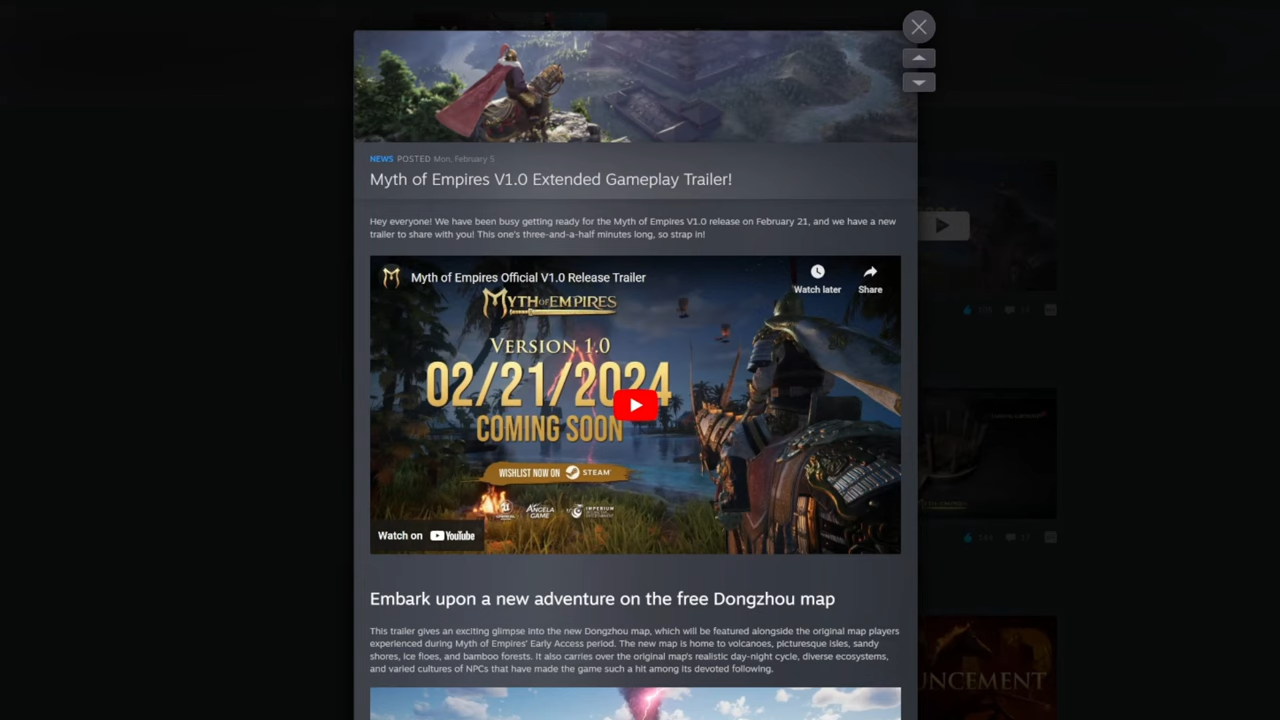 NEWS POSTED Mon, February 5
Myth of Empires V1.0 Extended Gameplay Trailer!
Hey everyone! We have been busy getting ready for the Myth of Empires V1.0 release on February 21, and we have a new
trailer to share with you! This one's three-and-a-half minutes long, so strap in!
Myth of Empires Official V1.0 Release Trailer
Watch later
Share
MYTH OF EMPIRES
VERSION 1.0
02/21/2024
COMING SOON
WISHLIST NOW ON STEAM
ANGELA GAME
IMPERIUM
Watch on YouTube
Embark upon a new adventure on the free Dongzhou map
This trailer gives an exciting glimpse into the new Dongzhou map, which will be featured alongside the original map players
experienced during Myth of Empires' Early Access period. The new map is home to volcanoes, picturesque isles, sandy
shores, ice floes, and bamboo forests. It also carries over the original map's realistic day-night cycle, diverse ecosystems,
and varied cultures of NPCs that have made the game such a hit among its devoted following.
105
UNCEMENT